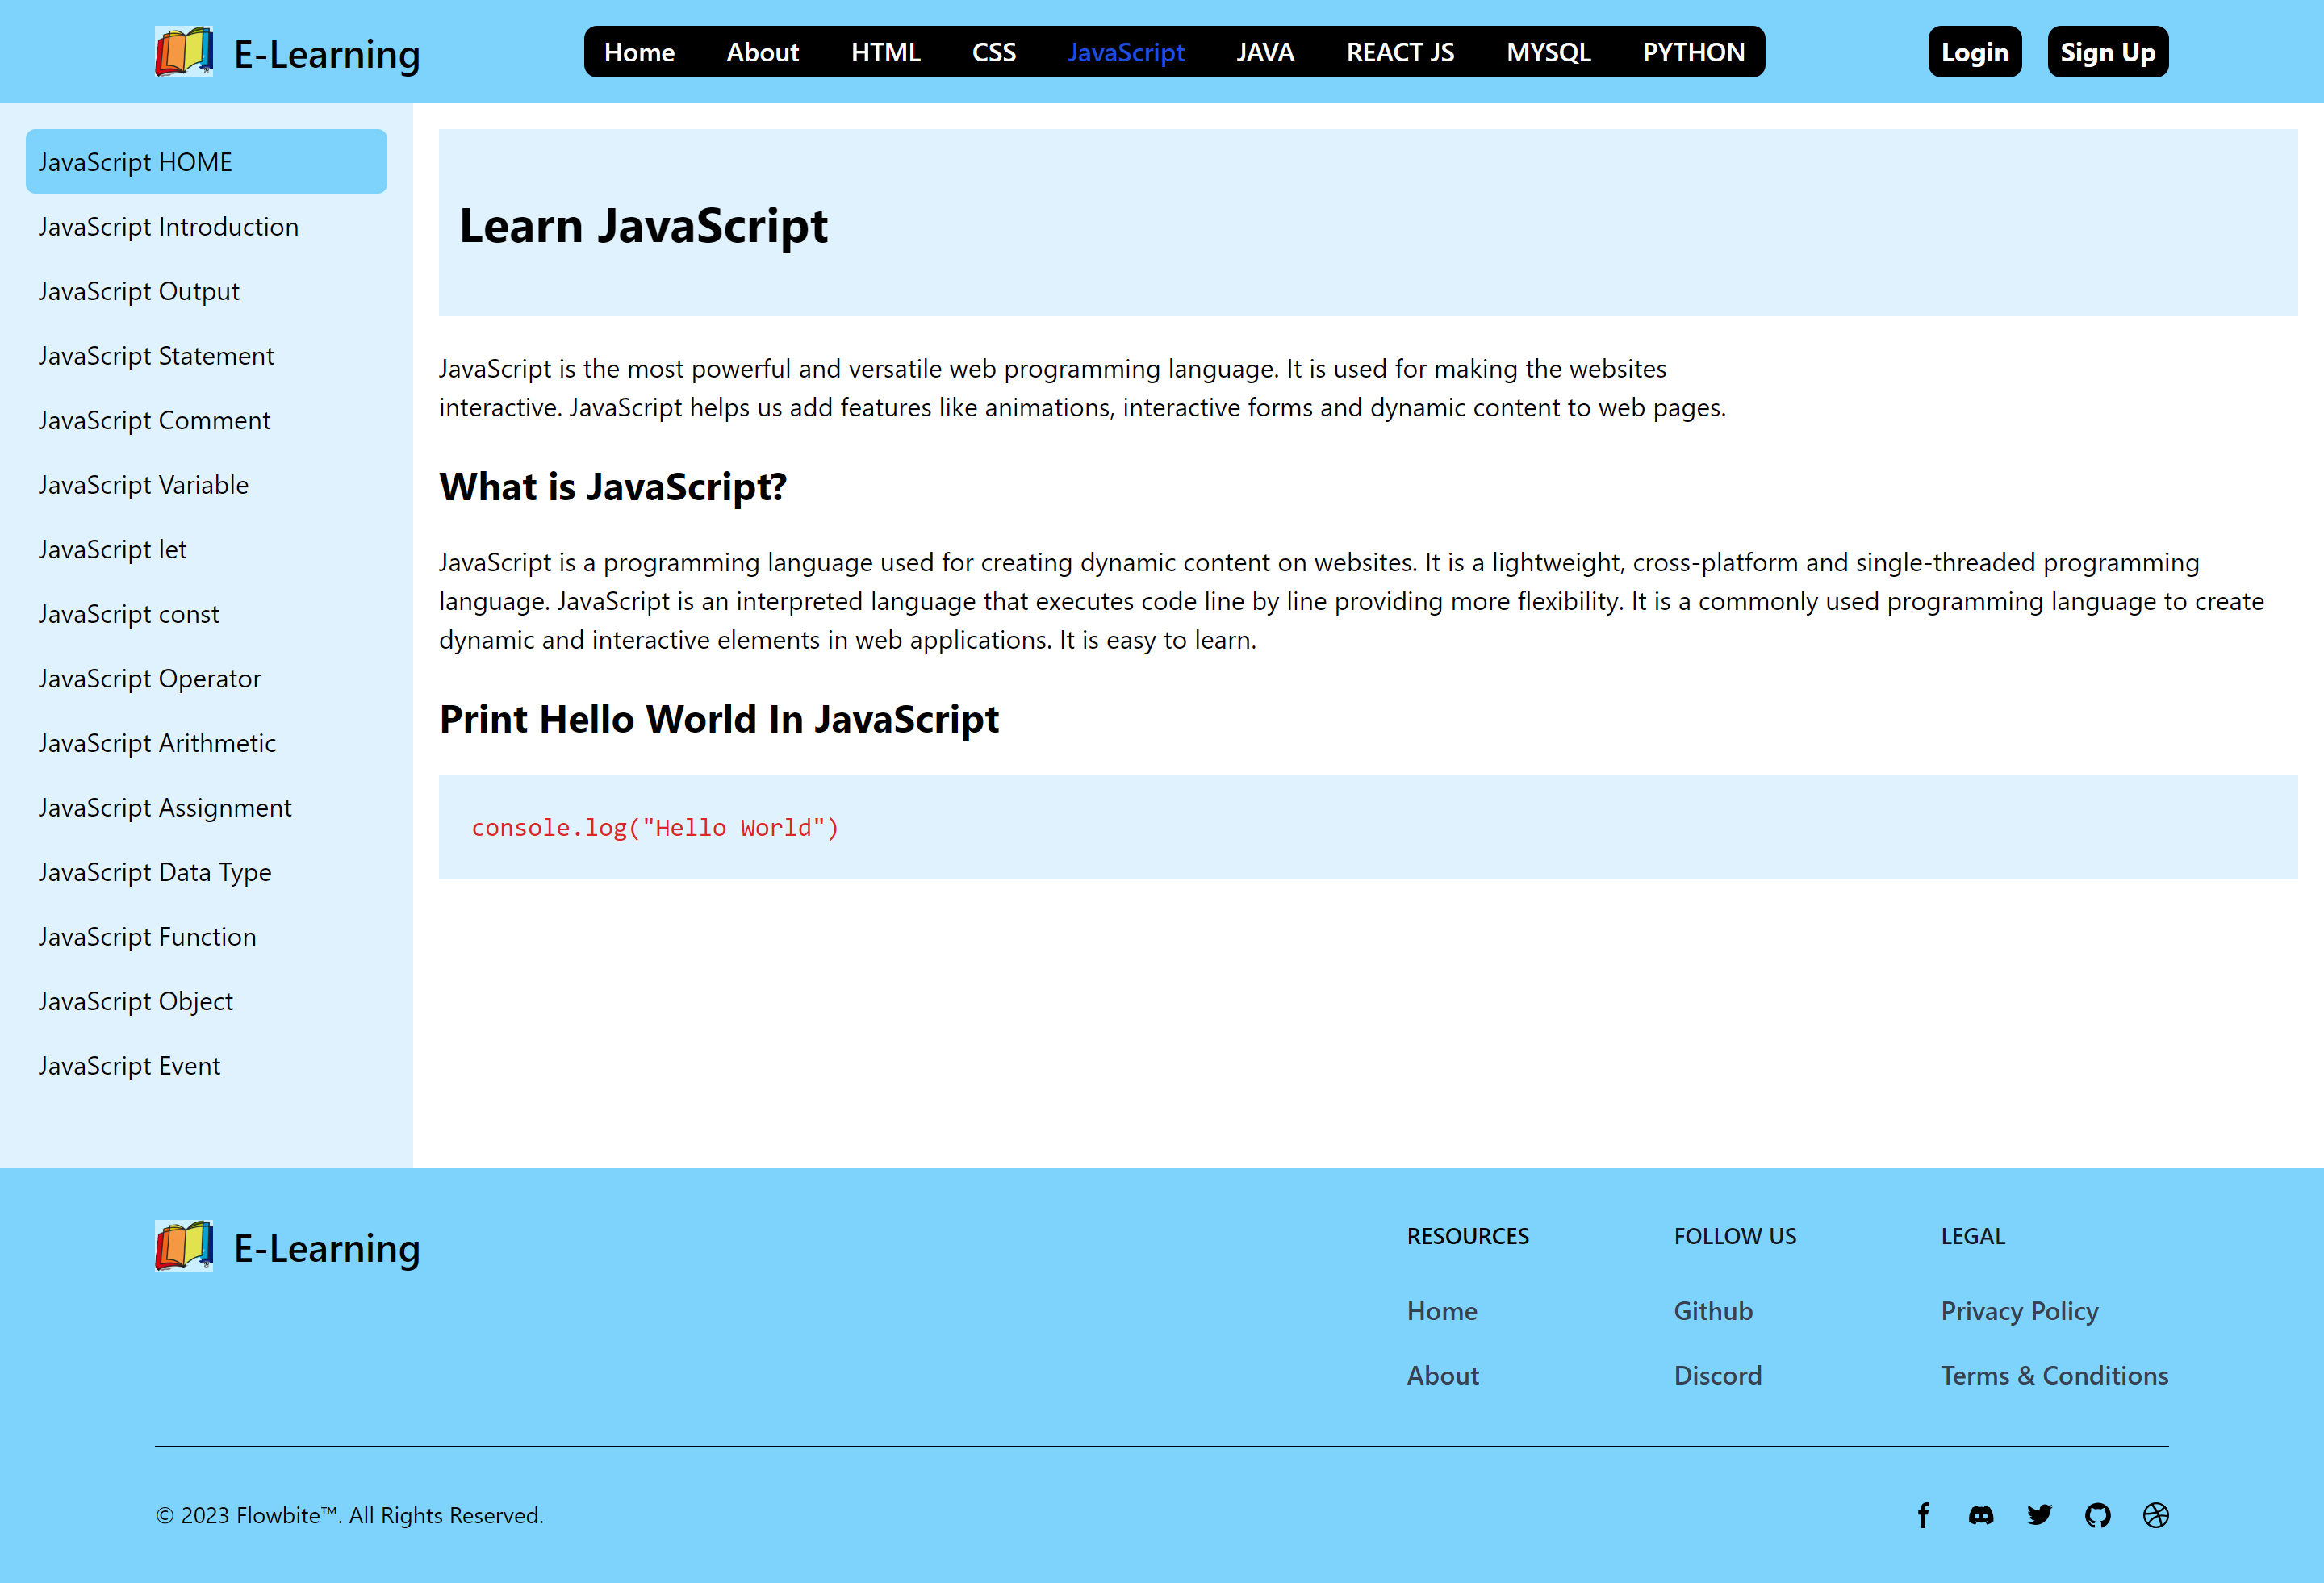 E-Learning
Home About HTML CSS JavaScript JAVA REACT JS MYSQL PYTHON
Login Sign Up
JavaScript HOME
JavaScript Introduction
JavaScript Output
JavaScript Statement
JavaScript Comment
JavaScript Variable
JavaScript let
JavaScript const
JavaScript Operator
JavaScript Arithmetic
JavaScript Assignment
JavaScript Data Type
JavaScript Function
JavaScript Object
JavaScript Event
Learn JavaScript
JavaScript is the most powerful and versatile web programming language. It is used for making the websites
interactive. JavaScript helps us add features like animations, interactive forms and dynamic content to web pages.
What is JavaScript?
JavaScript is a programming language used for creating dynamic content on websites. It is a lightweight, cross-platform and single-threaded programming
language. JavaScript is an interpreted language that executes code line by line providing more flexibility. It is a commonly used programming language to create
dynamic and interactive elements in web applications. It is easy to learn.
Print Hello World In JavaScript
console.log("Hello World")
E-Learning
RESOURCES
Home
About
FOLLOW US
Github
Discord
LEGAL
Privacy Policy
Terms & Conditions
© 2023 Flowbite™. All Rights Reserved.